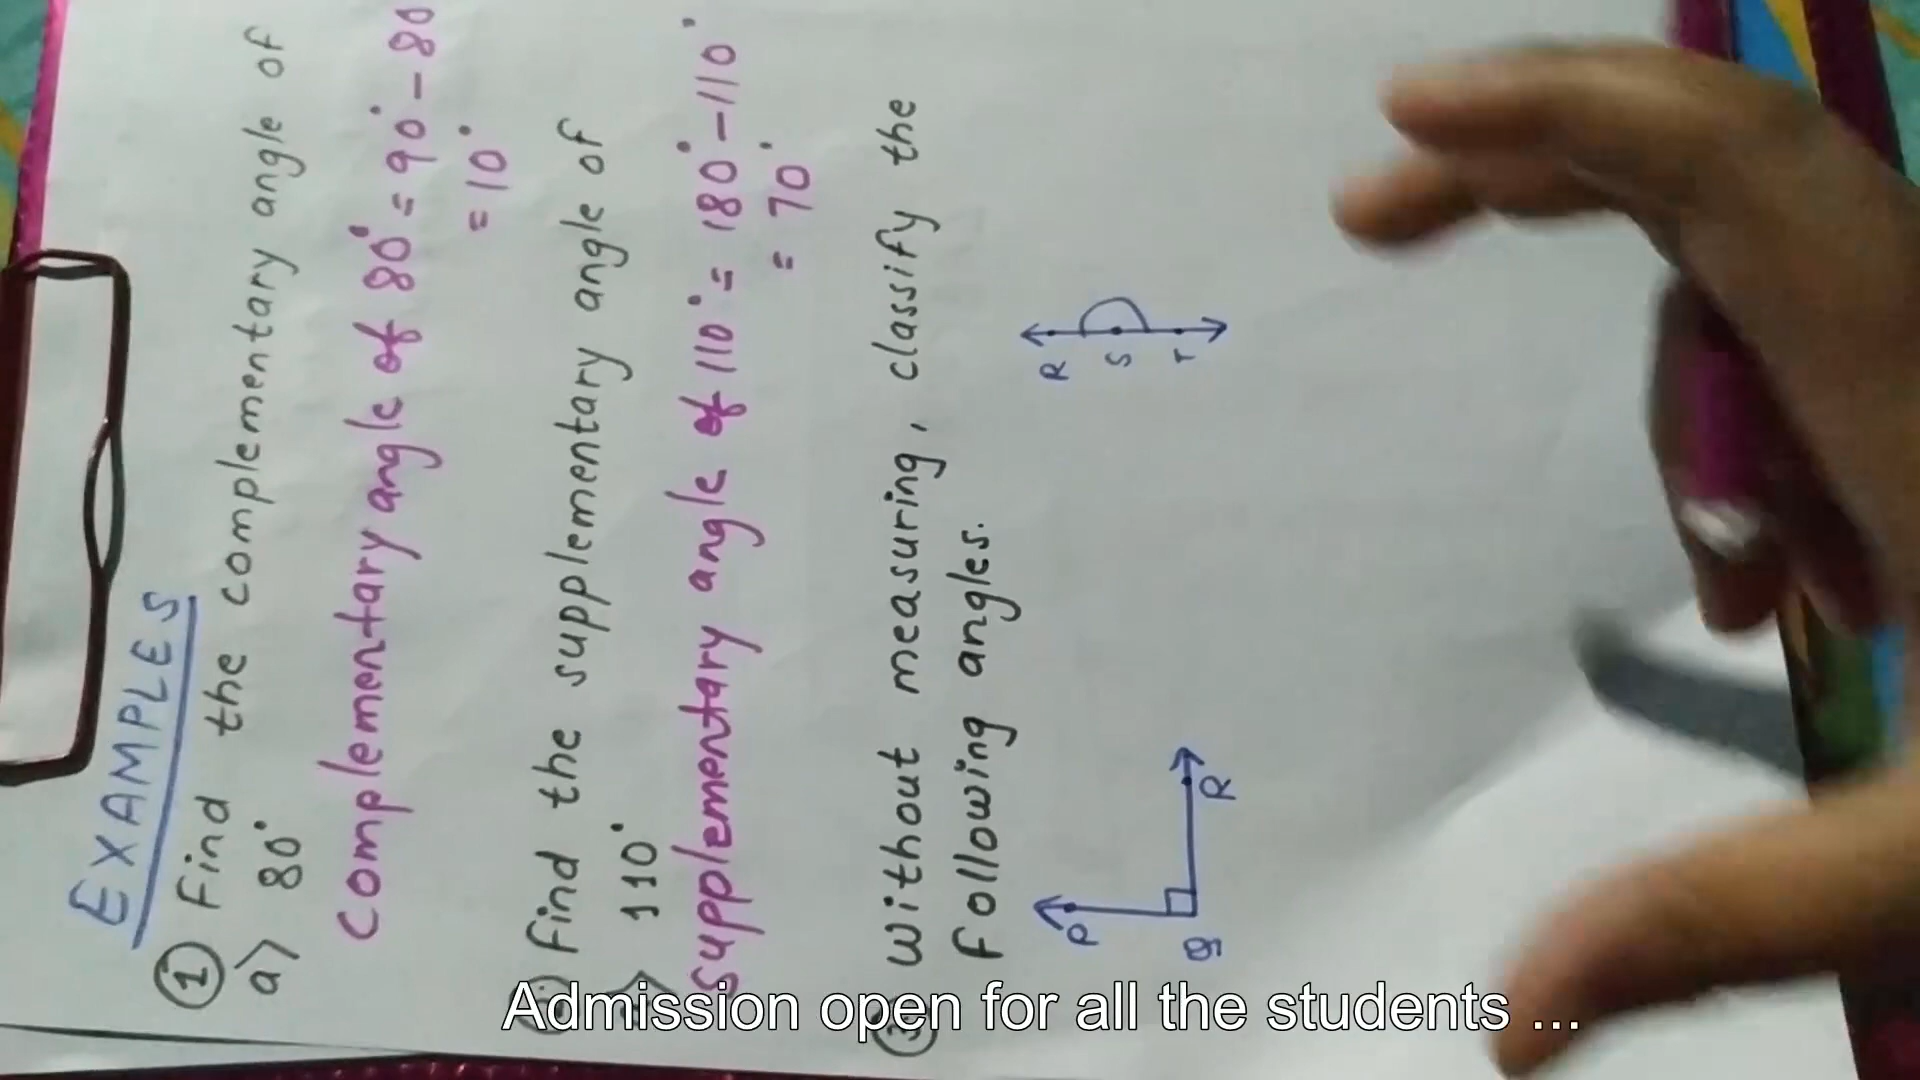 EXAMPLES
① Find the complementary angle of
a) 80°
complementary angle of 80° = 90° - 80
= 10°
Find the supplementary angle of
110°
supplementary angle of 110° = 180° - 110°
= 70°
without measuring, classify the
following angles.
P
Q
R
R
S
T
Admission open for all the students ...